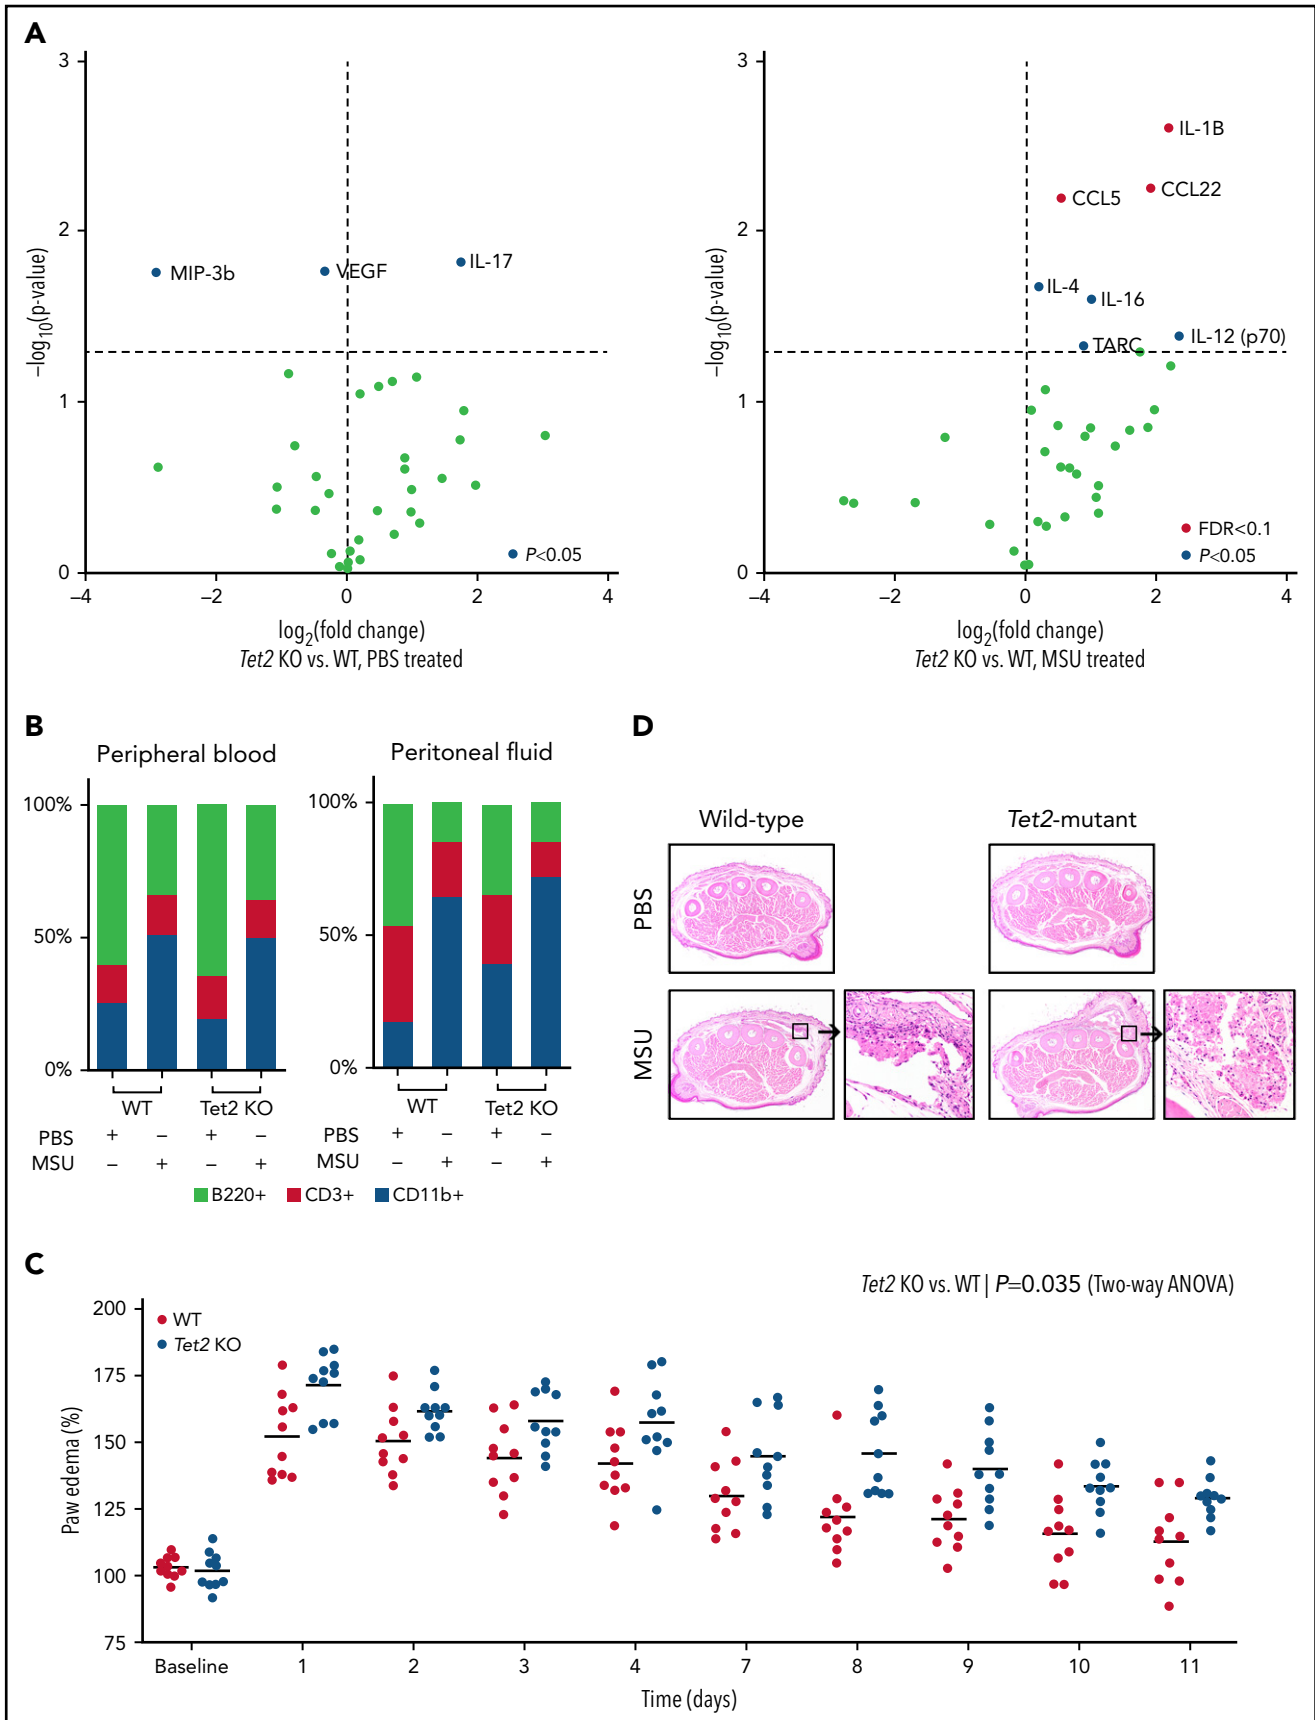 A
3
2
1
0
−log10(p-value)
MIP-3b
VEGF
IL-17
P<0.05
−4
−2
0
2
4
log2(fold change)
Tet2 KO vs. WT, PBS treated
3
2
1
0
−log10(p-value)
IL-1B
CCL22
CCL5
IL-4
IL-16
IL-12 (p70)
TARC
FDR<0.1
P<0.05
−4
−2
0
2
4
log2(fold change)
Tet2 KO vs. WT, MSU treated
B
Peripheral blood
100%
50%
0%
WT
Tet2 KO
PBS + − + −
MSU − + − +
Peritoneal fluid
100%
50%
0%
WT
Tet2 KO
PBS + − + −
MSU − + − +
B220+ CD3+ CD11b+
D
Wild-type
Tet2-mutant
PBS
MSU
C
Tet2 KO vs. WT | P=0.035 (Two-way ANOVA)
WT
Tet2 KO
200
175
150
125
100
75
Paw edema (%)
Baseline 1 2 3 4 7 8 9 10 11
Time (days)